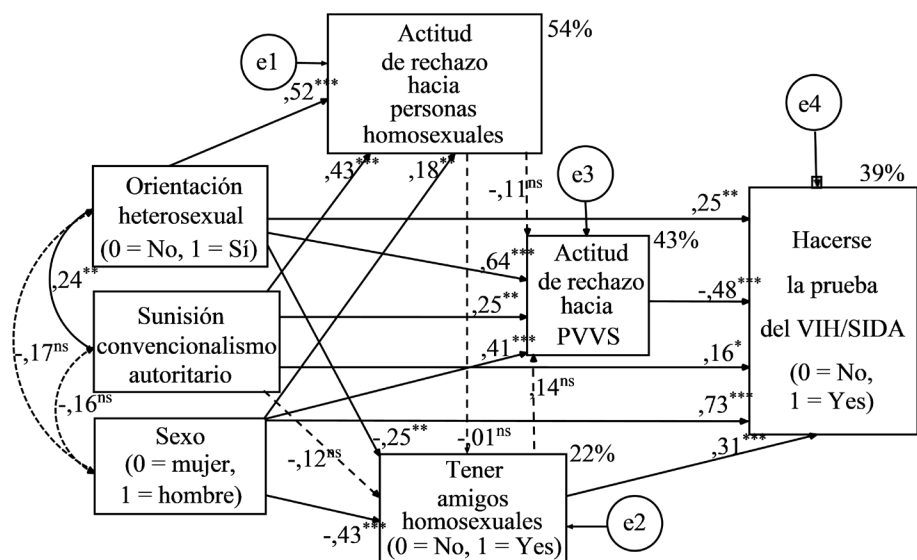 e1
Actitud
de rechazo
hacia
personas
homosexuales
54%
,52***
,43***
,18**
-,11ns
e3
e4
39%
Orientación
heterosexual
(0 = No, 1 = Sí)
,25**
,64***
Actitud
de rechazo
hacia
PVVS
43%
Hacerse
la prueba
del VIH/SIDA
(0 = No,
1 = Yes)
,24**
Sunisión
convencionalismo
autoritario
,25**
-,48***
-,17ns
-,16ns
,41***
,16*
,14ns
,73***
Sexo
(0 = mujer,
1 = hombre)
-,12ns
-,25**
-,01ns
22%
,31***
-,43***
Tener
amigos
homosexuales
(0 = No, 1 = Yes)
e2